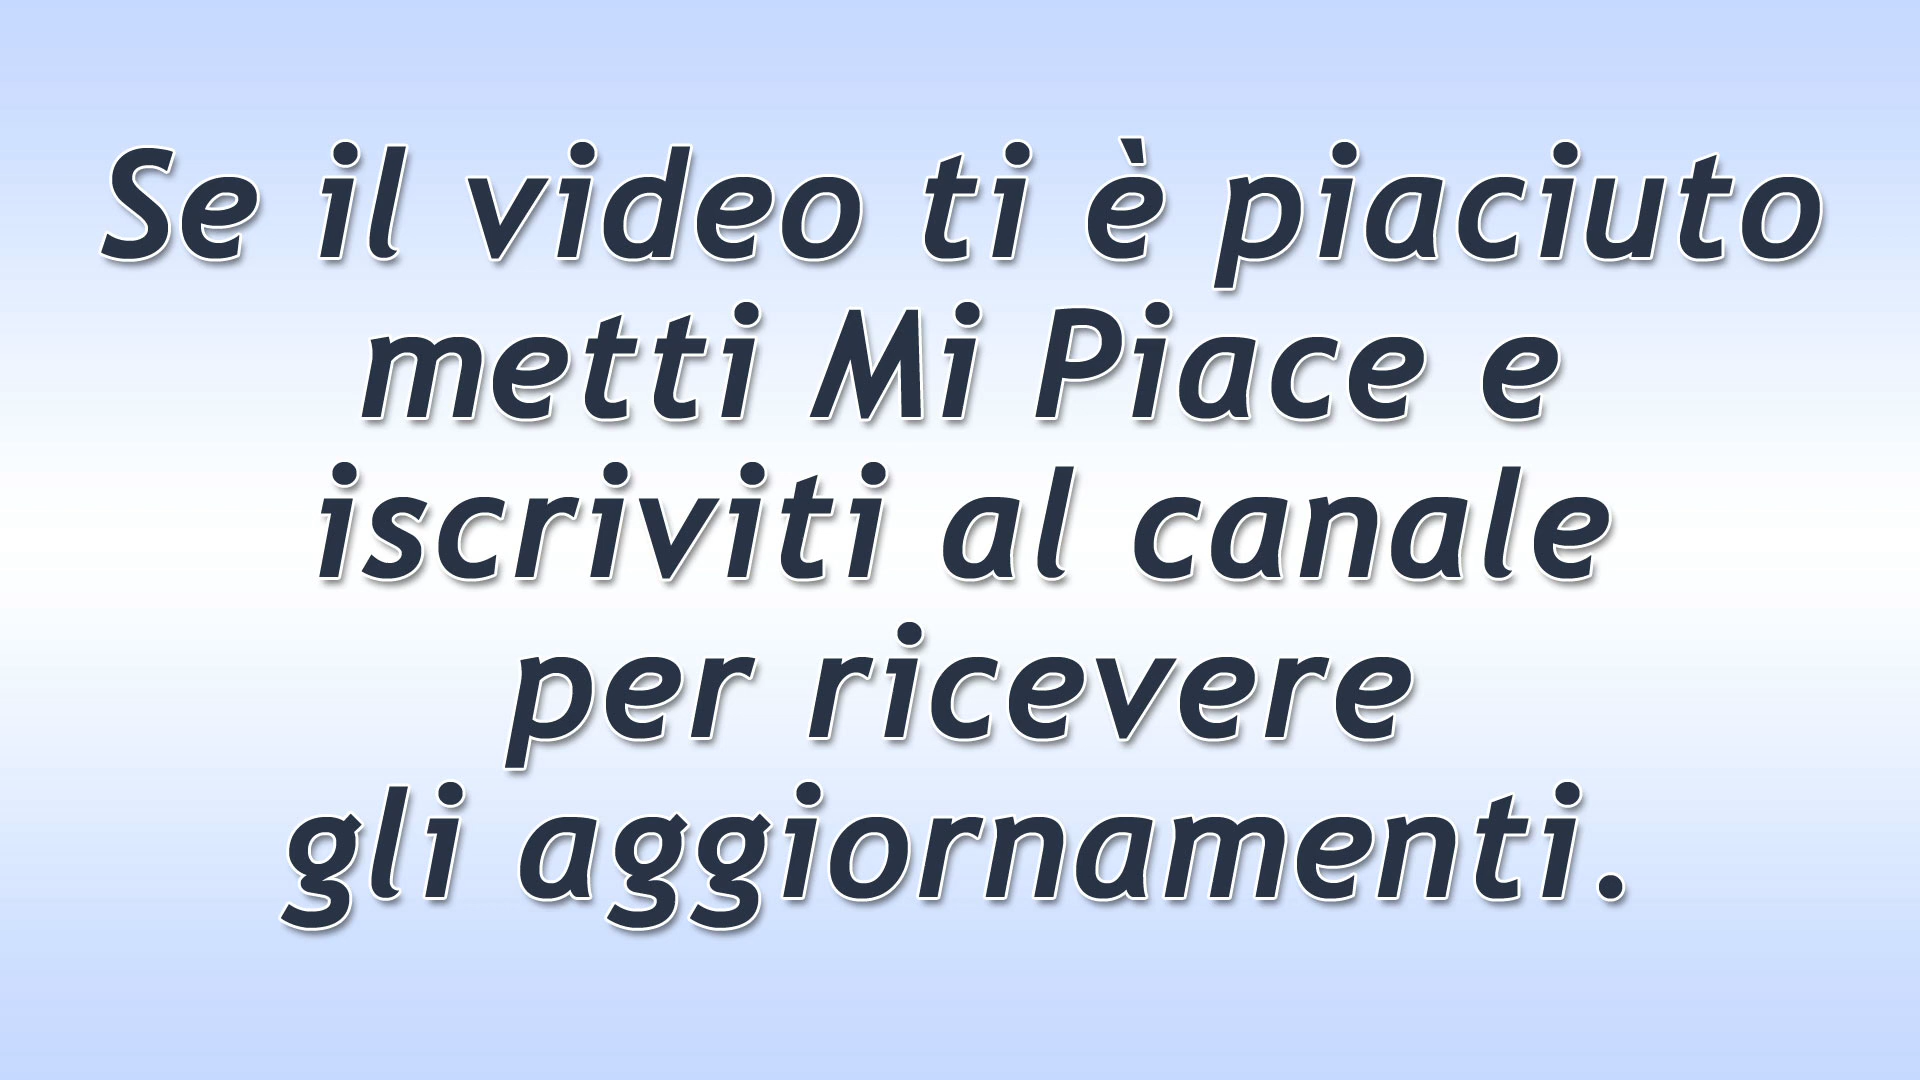 Se il video ti è piaciuto
metti Mi Piace e
iscriviti al canale
per ricevere
gli aggiornamenti.